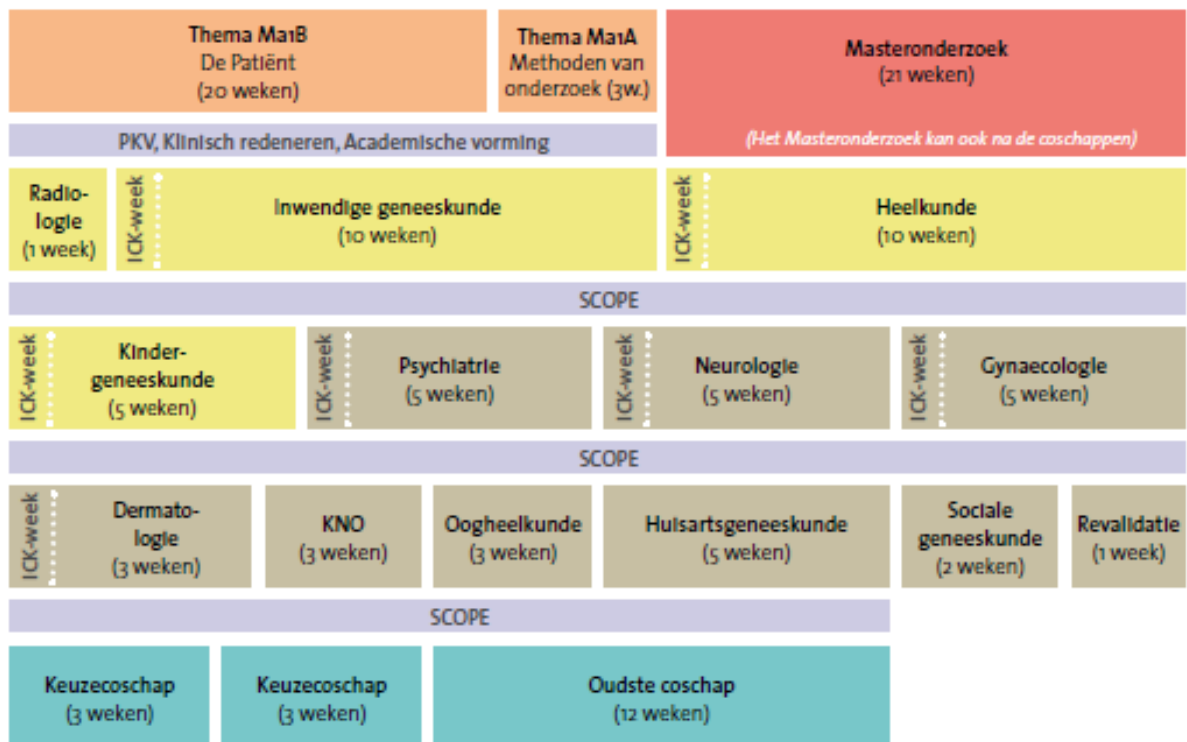 Thema Ma1B
De Patiënt
(20 weken)
Thema Ma1A
Methoden van
onderzoek (3w.)
Masteronderzoek
(21 weken)
(Het Masteronderzoek kan ook na de coschappen)
PKV, Klinisch redeneren, Academische vorming
Radio-
logie
(1 week)
ICK-week
Inwendige geneeskunde
(10 weken)
ICK-week
Heelkunde
(10 weken)
SCOPE
ICK-week
Kinder-
geneeskunde
(5 weken)
ICK-week
Psychiatrie
(5 weken)
ICK-week
Neurologie
(5 weken)
ICK-week
Gynaecologie
(5 weken)
SCOPE
ICK-week
Dermato-
logie
(3 weken)
KNO
(3 weken)
Oogheelkunde
(3 weken)
Huisartsgeneeskunde
(5 weken)
Sociale
geneeskunde
(2 weken)
Revalidatie
(1 week)
SCOPE
Keuzecoschap
(3 weken)
Keuzecoschap
(3 weken)
Oudste coschap
(12 weken)